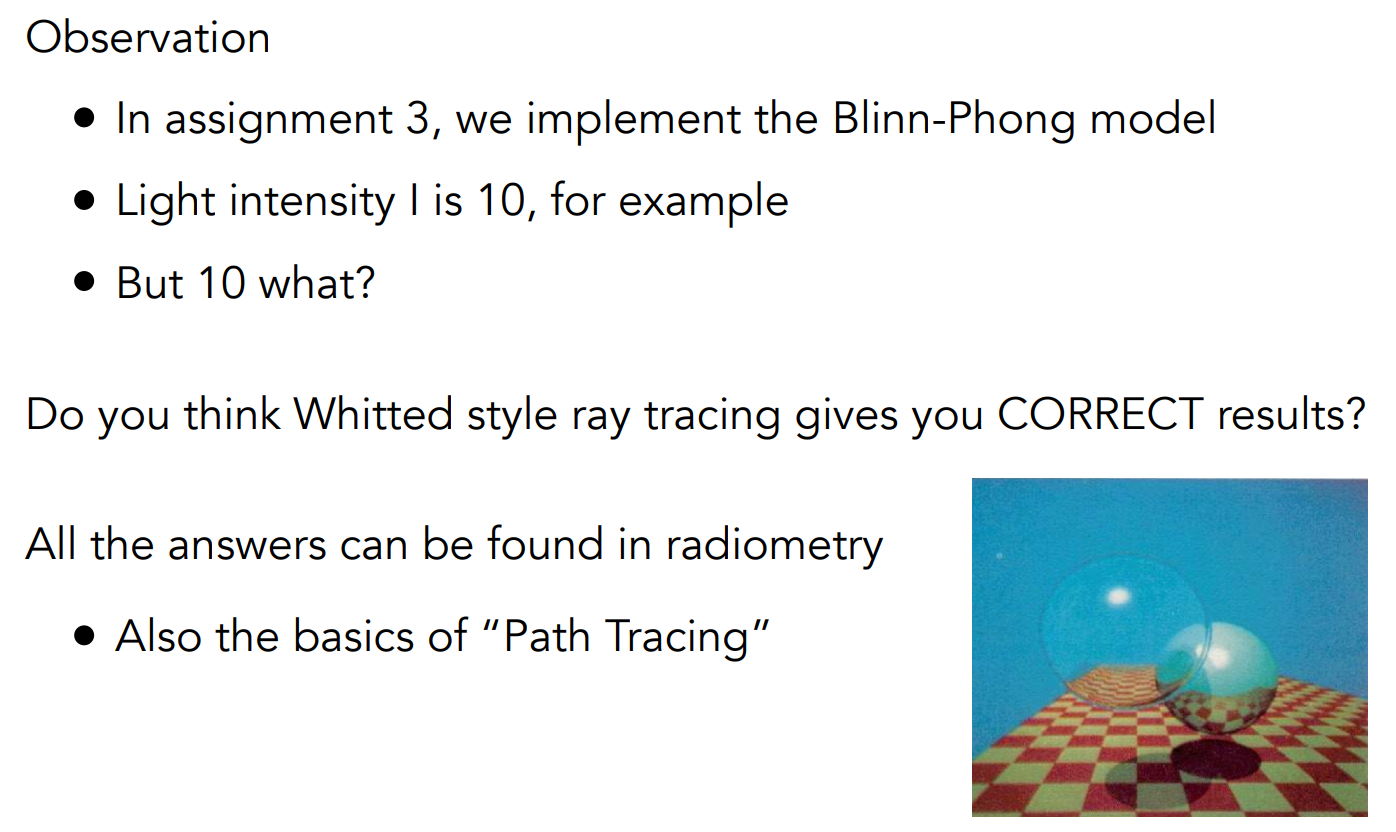 Observation
● In assignment 3, we implement the Blinn-Phong model
● Light intensity I is 10, for example
● But 10 what?
Do you think Whitted style ray tracing gives you CORRECT results?
All the answers can be found in radiometry
● Also the basics of “Path Tracing”